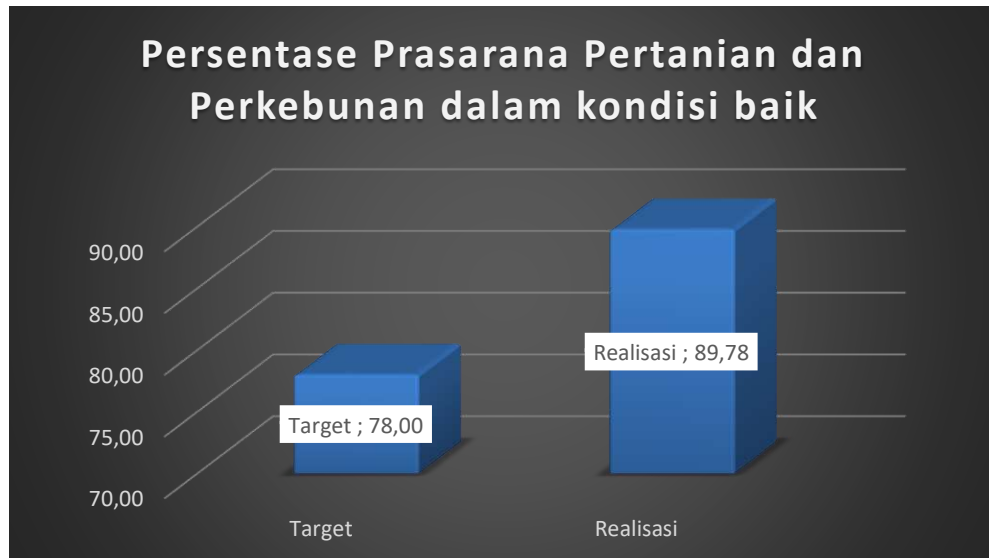 Persentase Prasarana Pertanian dan
Perkebunan dalam kondisi baik
90,00
85,00
80,00
75,00
70,00
Target ; 78,00
Realisasi ; 89,78
Target
Realisasi